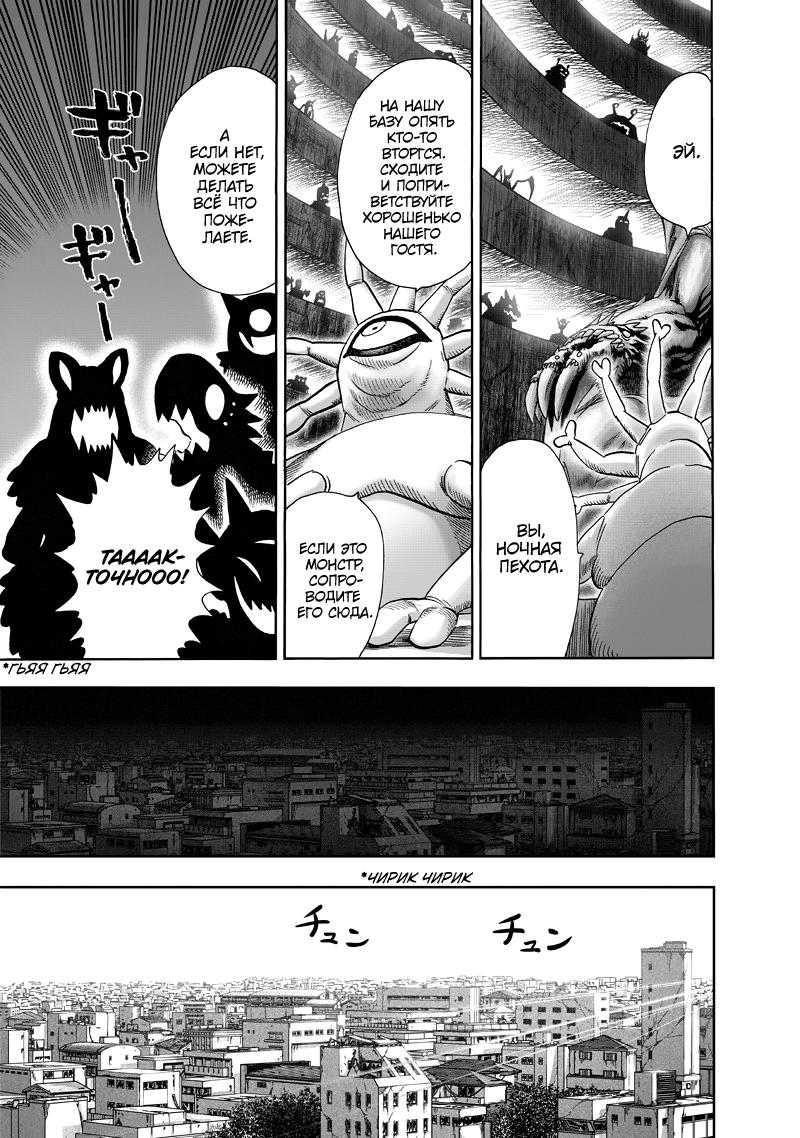 ЭЙ.
ВЫ,
НОЧНАЯ
ПЕХОТА.
НА НАШУ
БАЗУ ОПЯТЬ
КТО-ТО
ВТОРГСЯ.
СХОДИТЕ
И ПОПРИ-
ВЕТСТВУЙТЕ
ХОРОШЕНЬКО
НАШЕГО
ГОСТЯ.
ЕСЛИ ЭТО
МОНСТР,
СОПРО-
ВОДИТЕ
ЕГО СЮДА.
А
ЕСЛИ НЕТ,
МОЖЕТЕ
ДЕЛАТЬ
ВСЁ ЧТО
ПОЖЕ-
ЛАЕТЕ.
ギャー
ギャー
ТААААК-
ТОЧНООО!
*ГЬЯЯ ГЬЯЯ
*ЧИРИК ЧИРИК
チュン
チュン